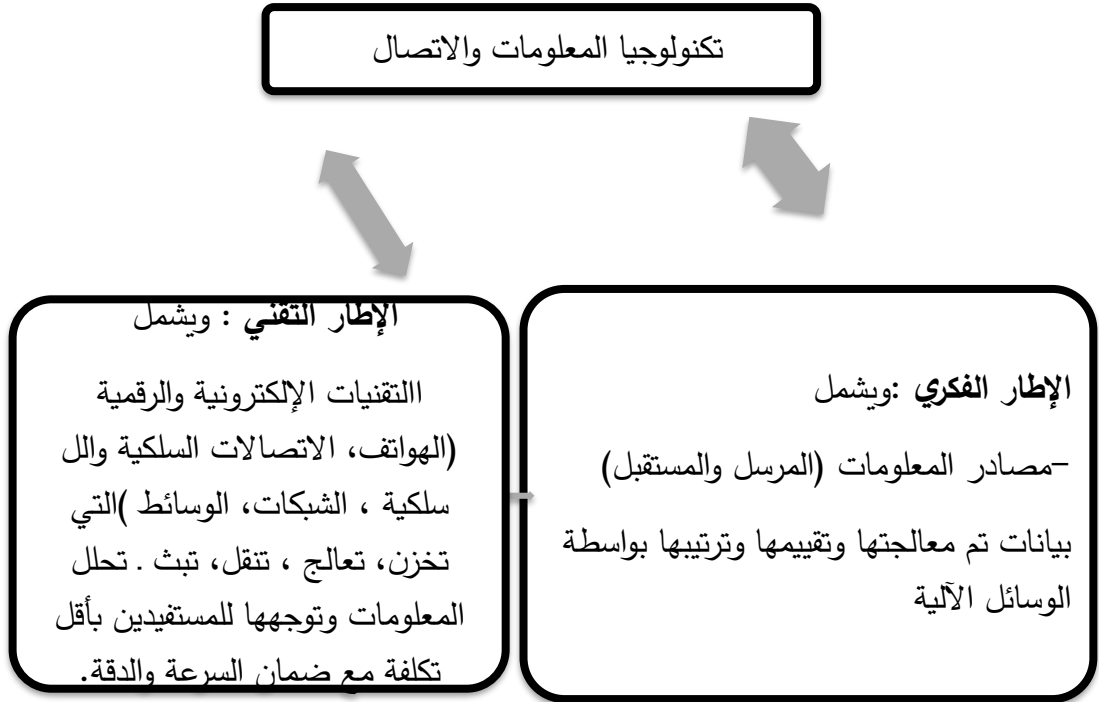 تكنولوجيا المعلومات والاتصال
الإطار الفكري :ويشمل
-مصادر المعلومات (المرسل والمستقبل)
بيانات تم معالجتها وتقييمها وترتيبها بواسطة
الوسائل الآلية
الإطار التقني : ويشمل
االتقنيات الإلكترونية والرقمية
(الهواتف، الاتصالات السلكية والل
سلكية ، الشبكات، الوسائط )التي
تخزن، تعالج ، تنقل، تبث . تحلل
المعلومات وتوجهها للمستفيدين بأقل
تكلفة مع ضمان السرعة والدقة.